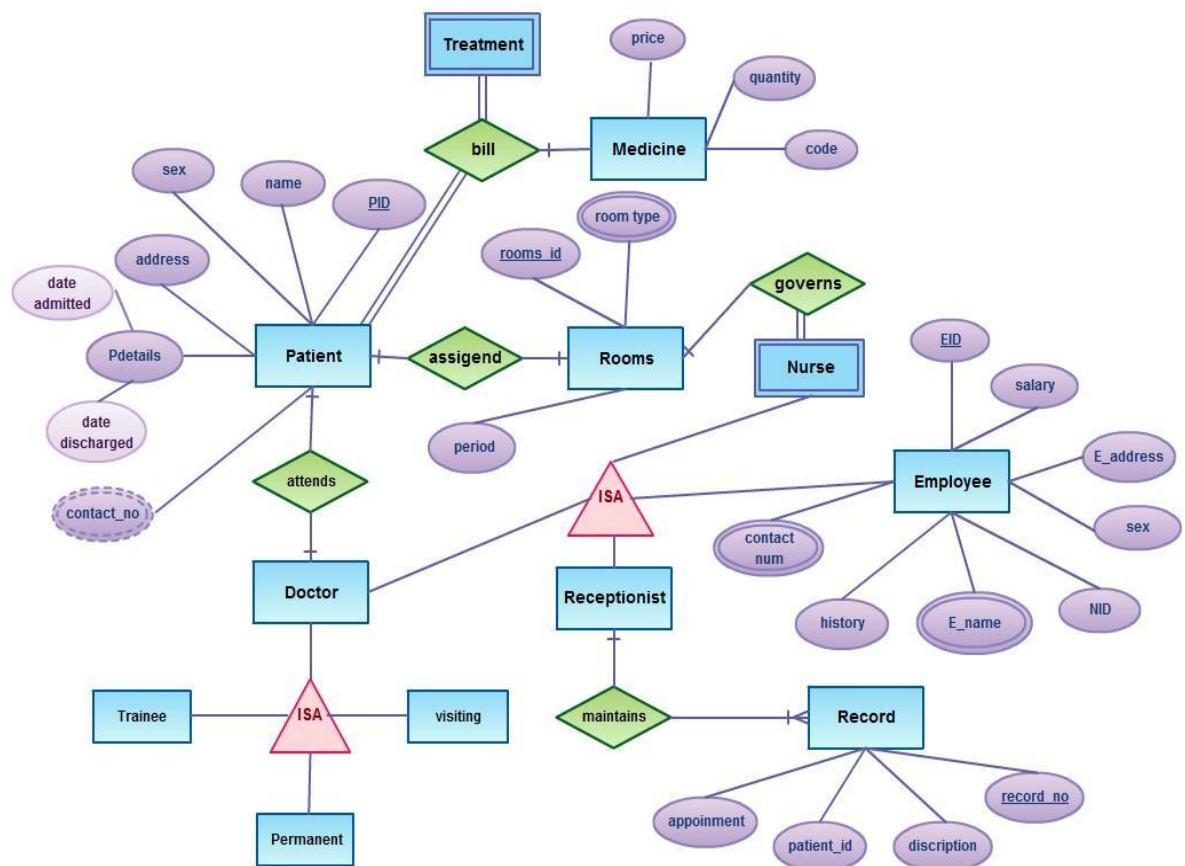 Treatment
price
quantity
bill
Medicine
code
sex
name
PID
room type
rooms_id
address
date
admitted
governs
Pdetails
Patient
assigend
Rooms
Nurse
EID
salary
date
discharged
period
E_address
attends
ISA
Employee
contact_no
contact
num
sex
Doctor
Receptionist
history
E_name
NID
Trainee
ISA
visiting
maintains
Record
Permanent
appoinment
patient_id
discription
record_no